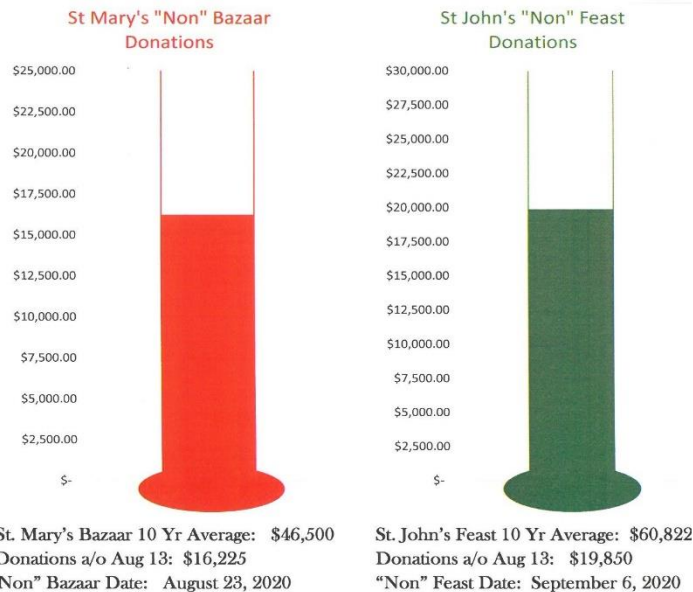 St Mary's "Non" Bazaar
Donations
$25,000.00
$22,500.00
$20,000.00
$17,500.00
$15,000.00
$12,500.00
$10,000.00
$7,500.00
$5,000.00
$2,500.00
$-
St. Mary's Bazaar 10 Yr Average: $46,500
Donations a/o Aug 13: $16,225
Non” Bazaar Date: August 23, 2020
St John's "Non" Feast
Donations
$30,000.00
$27,500.00
$25,000.00
$22,500.00
$20,000.00
$17,500.00
$15,000.00
$12,500.00
$10,000.00
$7,500.00
$5,000.00
$2,500.00
$-
St. John's Feast 10 Yr Average: $60,822
Donations a/o Aug 13: $19,850
“Non” Feast Date: September 6, 2020